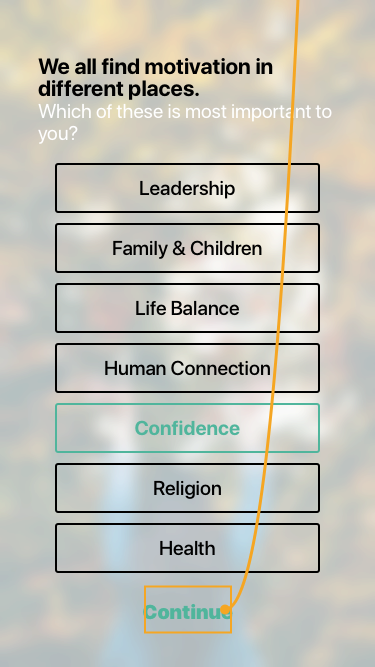 We all find motivation in
different places.
Which of these is most important to
you?
Leadership
Family & Children
Life Balance
Human Connection
Confidence
Religion
Health
Continue